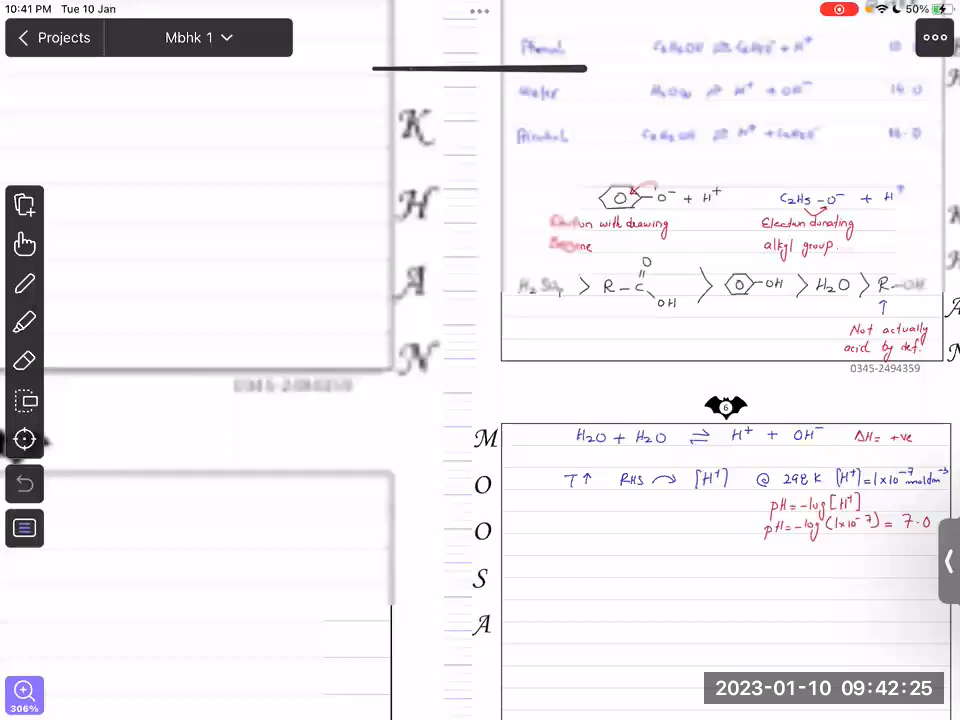 10:41 PM Tue 10 Jan
50%
Projects
Mbhk 1
Phenol C6H5OH ⇌ C6H5O⁻ + H⁺ 10.0
Water H2O ⇌ H⁺ + OH⁻ 14.0
C2H5OH ⇌ H⁺ + C2H5O⁻
O⁻ + H⁺
C2H5 - O⁻ + H⁺
with drawing
Electron donating
alkyl group.
H2SO4 > R-C
O
OH
> -OH > H2O > R-OH
↑
Not actually
acid by def.
0345-2494359
K
H
A
N
0345-2494359
6
H2O + H2O ⇌ H⁺ + OH⁻ ΔH = +ve
T↑ RHS [H⁺] @ 298 K [H⁺] = 1×10⁻⁷ moldm⁻³
pH = -log [H⁺]
pH = -log (1×10⁻⁷) = 7.0
M
O
O
S
A
306%
2023-01-10 09:42:25